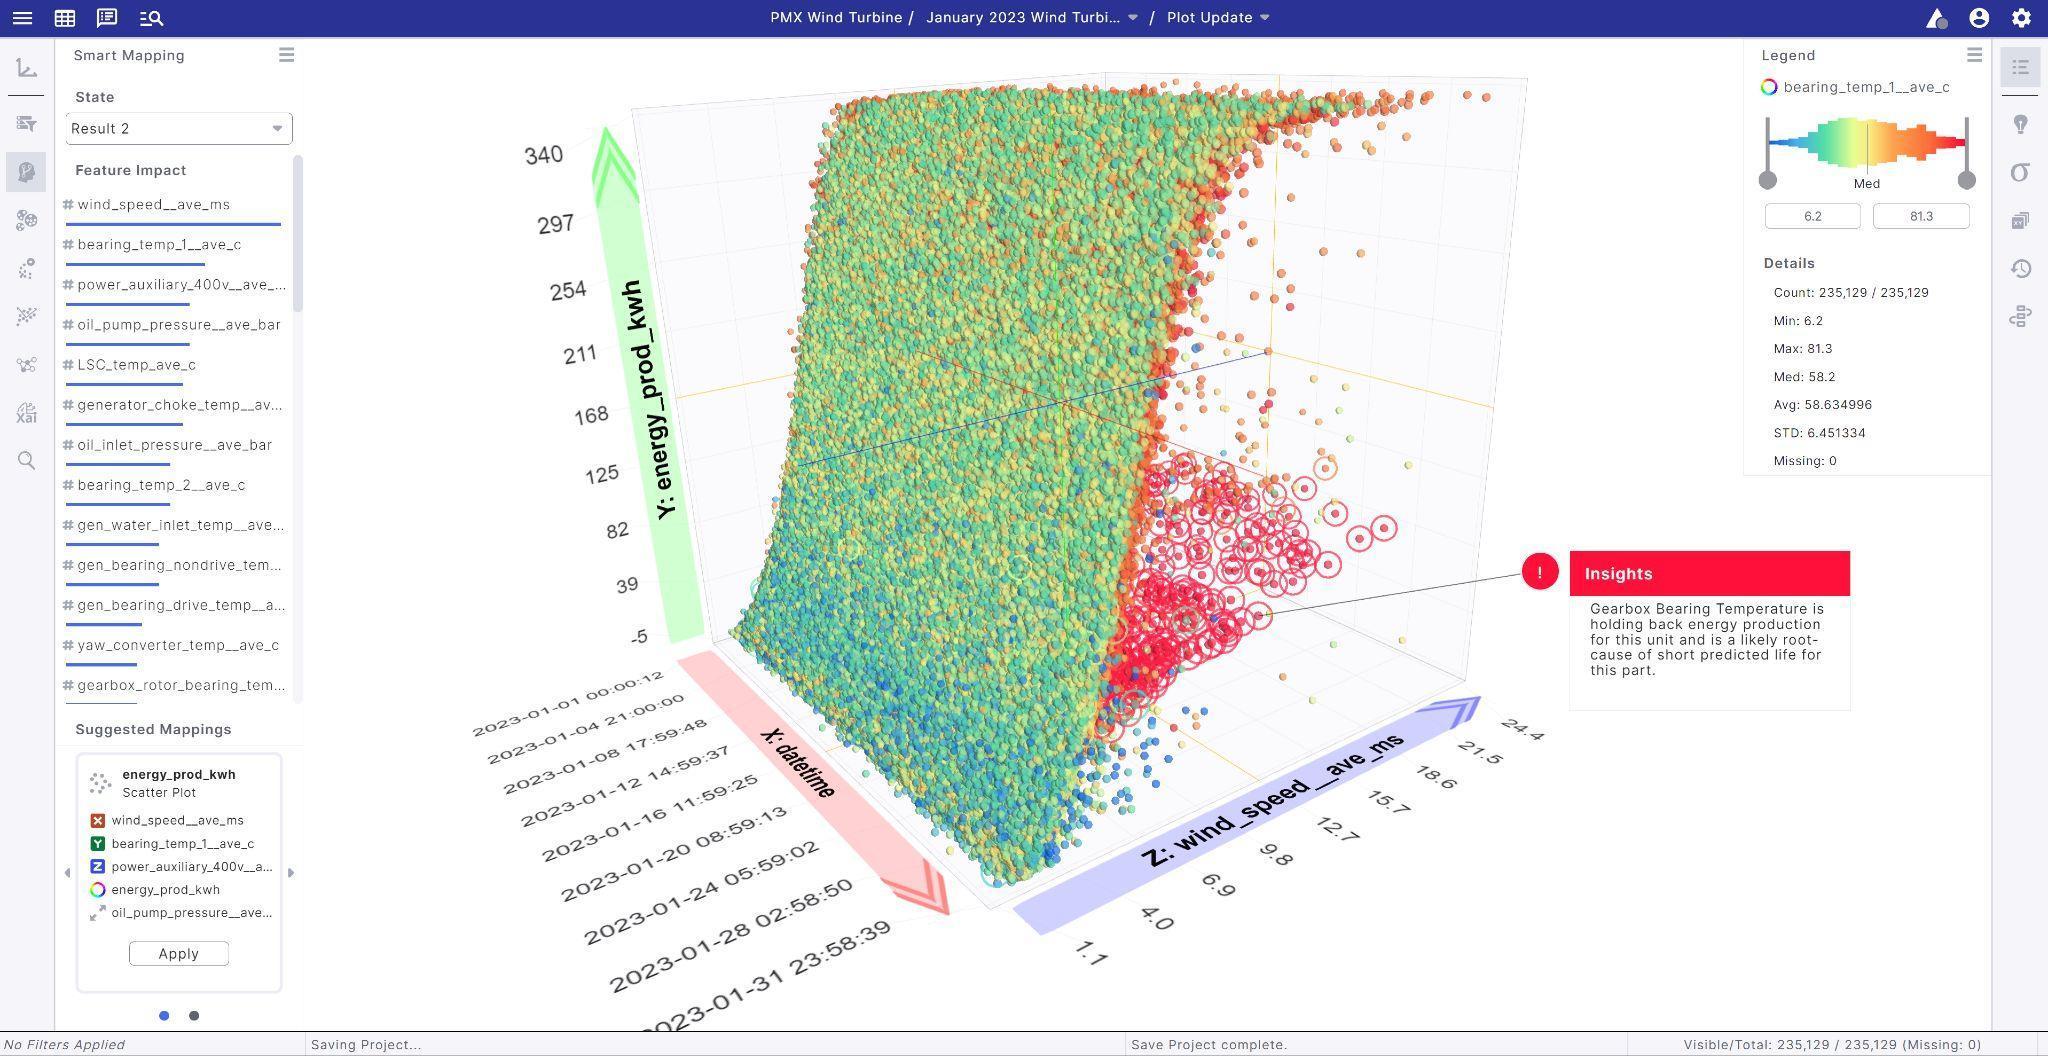 PMX Wind Turbine / January 2023 Wind Turbi... / Plot Update
Smart Mapping
State
Result 2
Feature Impact
# wind_speed__ave_ms
# bearing_temp_1__ave_c
# power_auxiliary_400v__ave_...
# oil_pump_pressure__ave_bar
# LSC_temp_ave_c
# generator_choke_temp__av...
# oil_inlet_pressure__ave_bar
# bearing_temp_2__ave_c
# gen_water_inlet_temp__ave...
# gen_bearing_nondrive_tem...
# gen_bearing_drive_temp__a...
# yaw_converter_temp__ave_c
# gearbox_rotor_bearing_tem...
Suggested Mappings
energy_prod_kwh
Scatter Plot
X wind_speed__ave_ms
Y bearing_temp_1__ave_c
Z power_auxiliary_400v__a...
energy_prod_kwh
oil_pump_pressure__ave...
Apply
xai
340
297
254
211
168
125
82
39
-5
Y: energy_prod_kwh
2023-01-01 00:00:12
2023-01-04 21:00:00
2023-01-08 17:59:48
2023-01-12 14:59:37
2023-01-16 11:59:25
2023-01-20 08:59:13
2023-01-24 05:59:02
2023-01-28 02:58:50
023-01-31 23:58:39
X: datetime
Z: wind_speed__ave_ms
1.1
4.0
6.9
9.8
12.7
15.7
18.6
21.5
24.4
!
Insights
Gearbox Bearing Temperature is
holding back energy production
for this unit and is a likely root-
cause of short predicted life for
this part.
Legend
bearing_temp_1__ave_c
Med
6.2
81.3
Details
Count: 235,129 / 235,129
Min: 6.2
Max: 81.3
Med: 58.2
Avg: 58.634996
STD: 6.451334
Missing: 0
σ
No Filters Applied
Saving Project...
Save Project complete.
Visible/Total: 235,129 / 235,129 (Missing: 0)